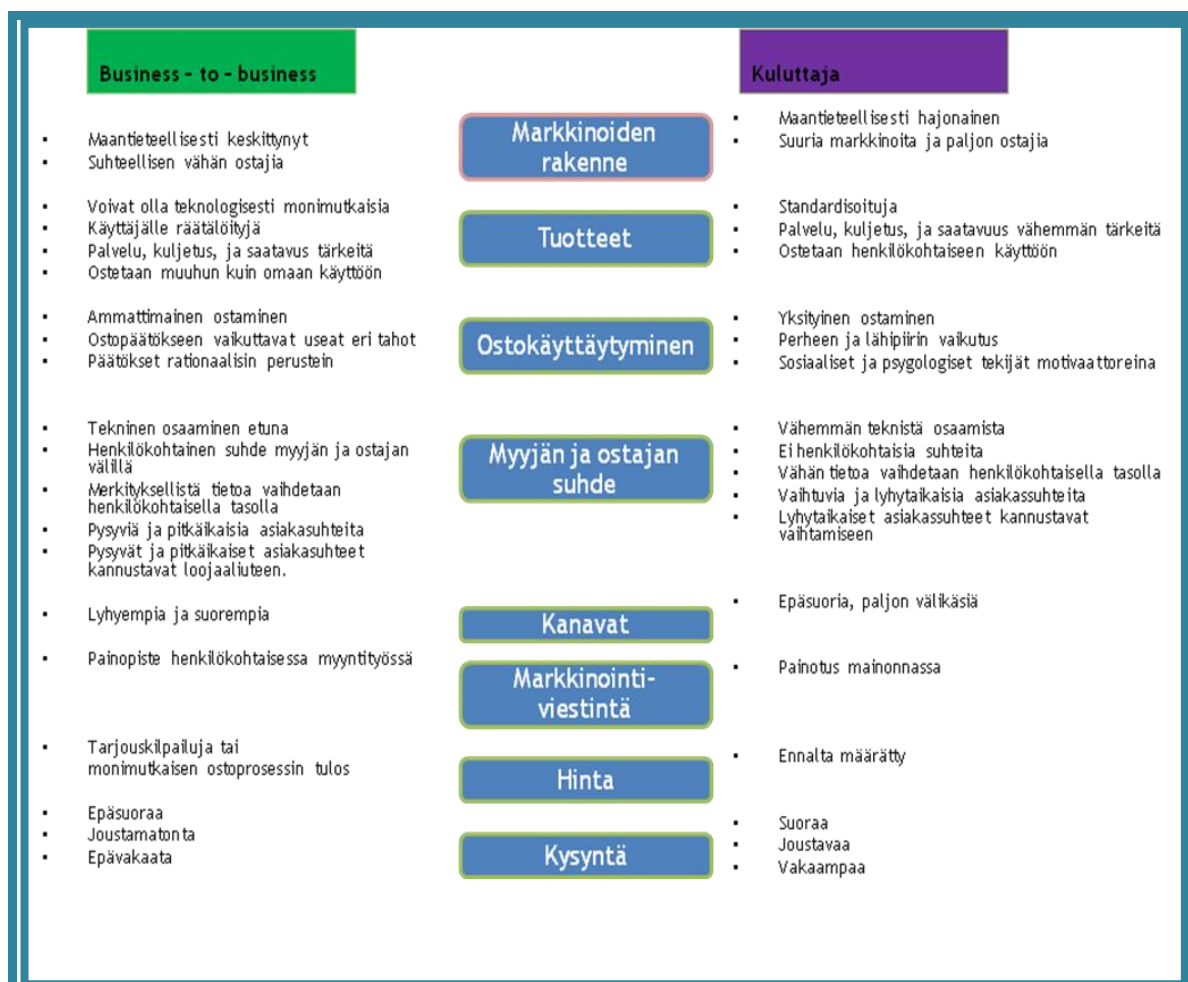 Business - to - business
Kuluttaja
Markkinoiden
rakenne
▪ Maantieteellisesti keskittynyt
▪ Suhteellisen vähän ostajia
▪ Maantieteellisesti hajonainen
▪ Suuria markkinoita ja paljon ostajia
Tuotteet
▪ Voivat olla teknologisesti monimutkaisia
▪ Käyttäjälle räätälöityjä
▪ Palvelu, kuljetus, ja saatavus tärkeitä
▪ Ostetaan muuhun kuin omaan käyttöön
▪ Standardisoituja
▪ Palvelu, kuljetus, ja saatavuus vähemmän tärkeitä
▪ Ostetaan henkilökohtaiseen käyttöön
Ostokäyttäytyminen
▪ Ammattimainen ostaminen
▪ Ostopäätökseen vaikuttavat useat eri tahot
▪ Päätökset rationaalisin perustein
▪ Yksityinen ostaminen
▪ Perheen ja lähipiirin vaikutus
▪ Sosiaaliset ja psygologiset tekijät motivaattoreina
Myyjän ja ostajan
suhde
▪ Tekninen osaaminen etuna
▪ Henkilökohtainen suhde myyjän ja ostajan
välillä
▪ Merkityksellistä tietoa vaihdetaan
henkilökohtaisella tasolla
▪ Pysyviä ja pitkäikaisia asiakasuhteita
▪ Pysyvät ja pitkäikaiset asiakasuhteet
kannustavat loojaaliuteen.
▪ Vähemmän teknistä osaamista
▪ Ei henkilökohtaisia suhteita
▪ Vähän tietoa vaihdetaan henkilökohtaisella tasolla
▪ Vaihtuvia ja lyhytaikaisia asiakassuhteita
▪ Lyhytaikaiset asiakassuhteet kannustavat
vaihtamiseen
Kanavat
▪ Lyhyempia ja suorempia
▪ Epäsuoria, paljon välikäsiä
Markkinointi-
viestintä
▪ Painopiste henkilökohtaisessa myyntityössä
▪ Painotus mainonnassa
Hinta
▪ Tarjouskilpailuja tai
monimutkaisen ostoprosessin tulos
▪ Ennalta määrätty
Kysyntä
▪ Epäsuoraa
▪ Joustamatonta
▪ Epävakaata
▪ Suoraa
▪ Joustavaa
▪ Vakaampaa